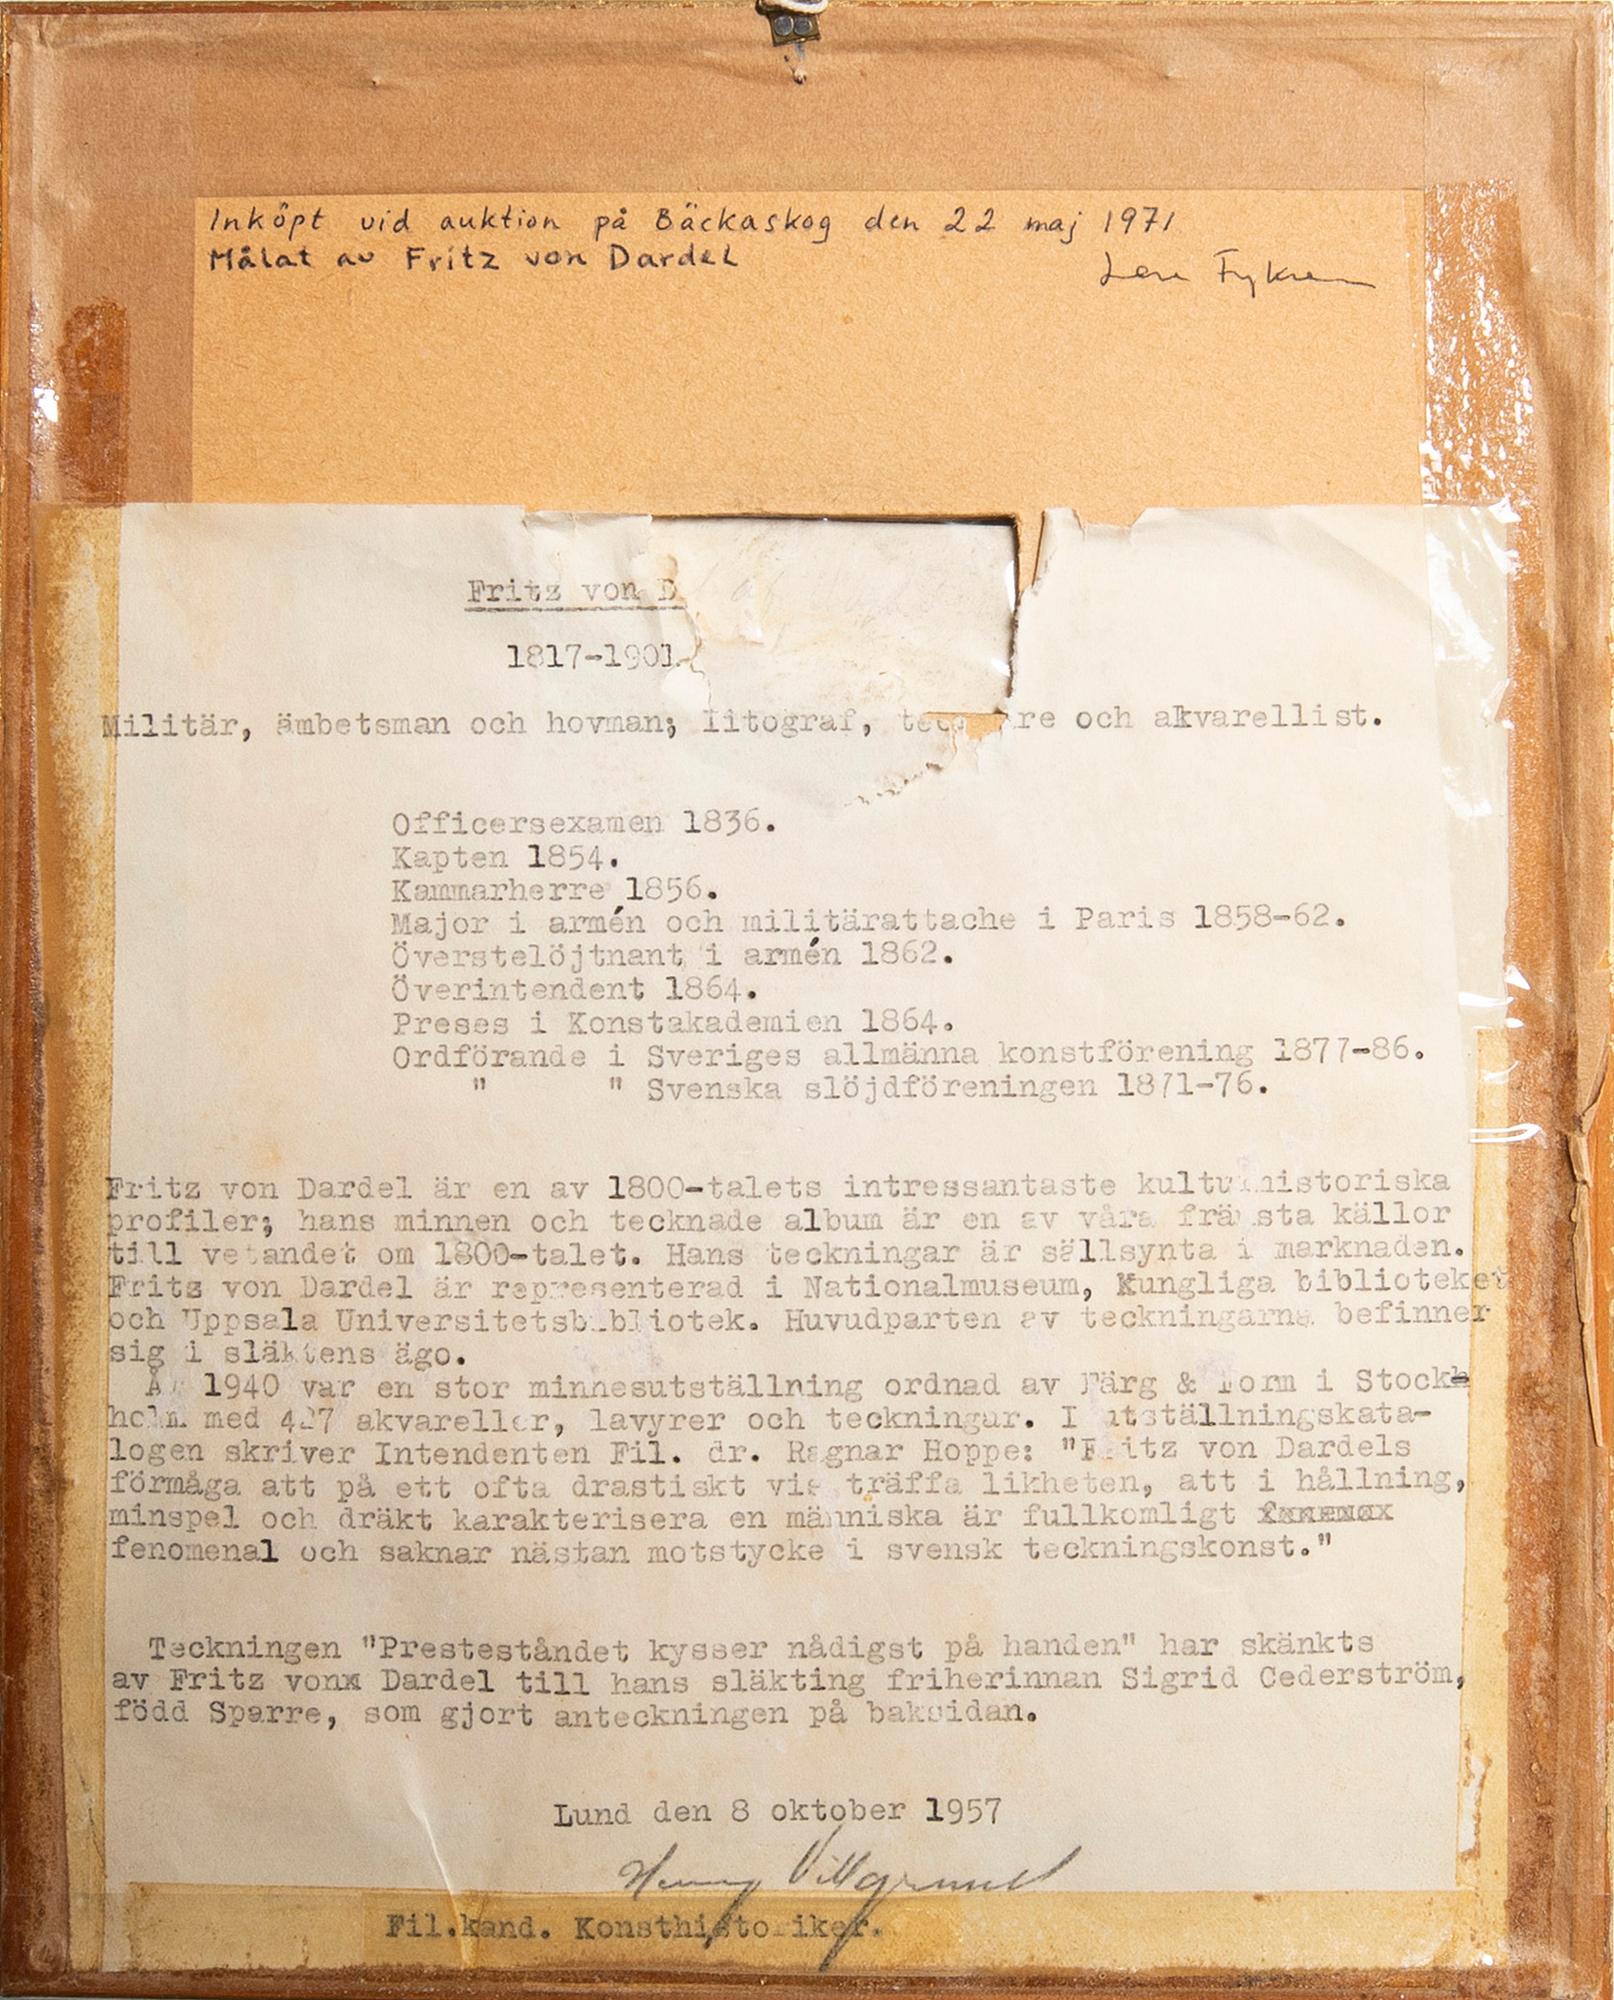 Inköpt vid auktion på Bäckaskog den 22 maj 1971
Målat av Fritz von Dardel
Fritz von D
1817-1901
Militär, ämbetsman och hovman; litograf, och akvarellist.
Officersexamen 1836.
Kapten 1854.
Kammarherre 1856.
Major i armén och militärattache i Paris 1858-62.
Överstelöjtnant i armén 1862.
Överintendent 1864.
Preses i Konstakademien 1864.
Ordförande i Sveriges allmänna konstförening 1877-86.
" " Svenska slöjdföreningen 1871-76.
Fritz von Dardel är en av 1800-talets intressantaste kulturhistoriska
profiler; hans minnen och tecknade album är en av våra främsta källor
till vetandet om 1800-talet. Hans teckningar är sällsynta i marknaden.
Fritz von Dardel är representerad i Nationalmuseum, Kungliga biblioteket
och Uppsala Universitetsbibliotek. Huvudparten av teckningarna befinner
sig i släktens ägo.
År 1940 var en stor minnesutställning ordnad av Färg & Form i Stock
holm med 427 akvareller, lavyrer och teckningar. I utställningskata-
logen skriver Intendenten Fil. dr. Ragnar Hoppe: "Fritz von Dardels
förmåga att på ett ofta drastiskt vis träffa likheten, att i hållning,
minspel och dräkt karakterisera en människa är fullkomligt
fenomenal och saknar nästan motstycke i svensk teckningskonst."
Teckningen "Presteståndet kysser nådigst på handen" har skänkts
av Fritz von Dardel till hans släkting friherinnan Sigrid Cederström,
född Sparre, som gjort anteckningen på baksidan.
Lund den 8 oktober 1957
Fil.kand. Konsthistoriker.